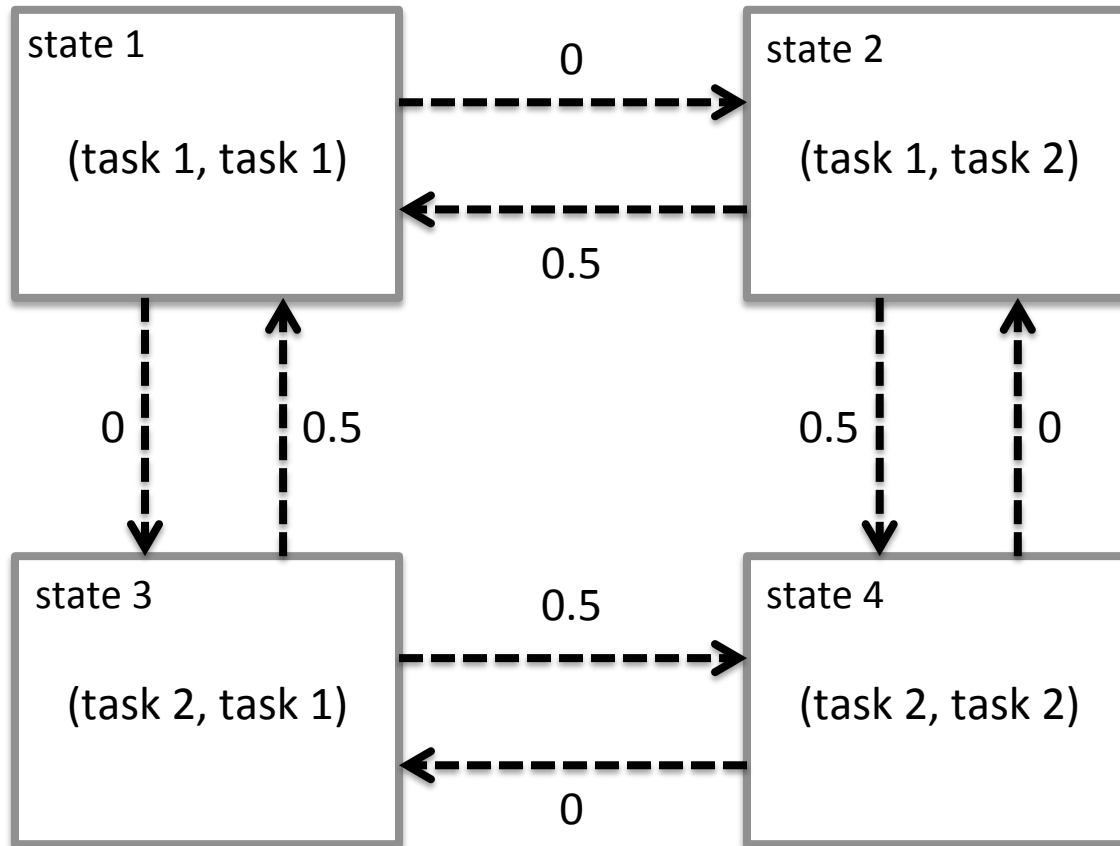 state 1
0
state 2
(task 1, task 1)
(task 1, task 2)
0.5
0
0.5
0.5
0
state 3
0.5
state 4
(task 2, task 1)
(task 2, task 2)
0